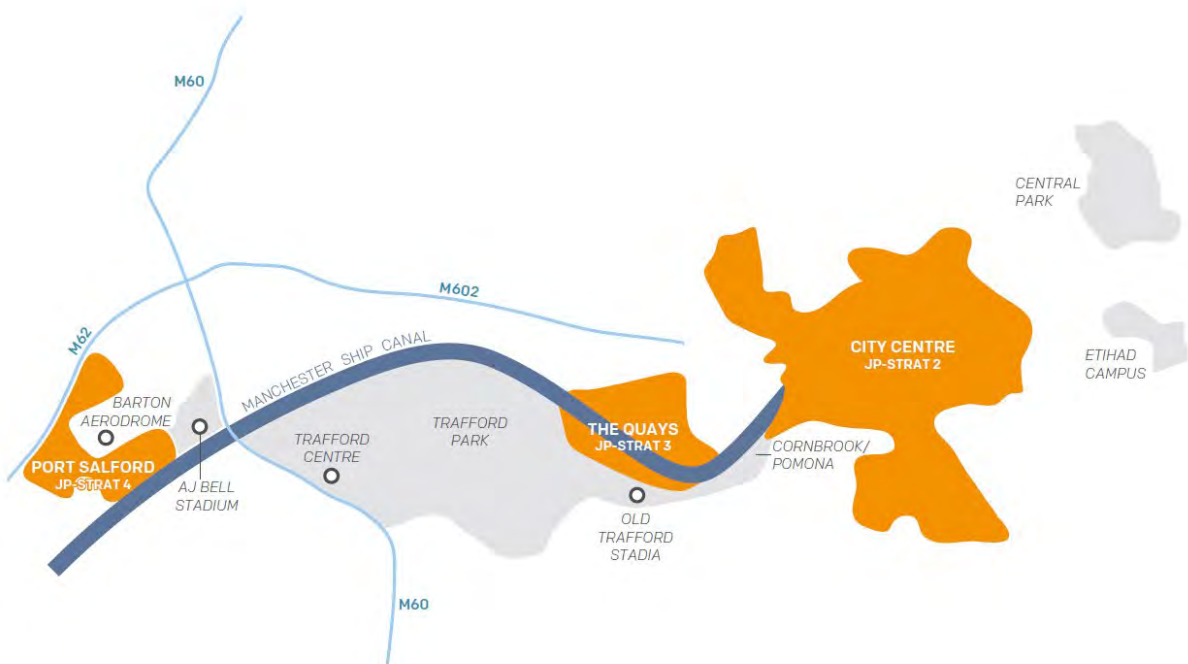 M60
CENTRAL
PARK
M602
M62
MANCHESTER SHIP CANAL
CITY CENTRE
JP-STRAT 2
ETIHAD
CAMPUS
BARTON
AERODROME
TRAFFORD
PARK
THE QUAYS
JP-STRAT 3
TRAFFORD
CENTRE
CORNBROOK/
POMONA
PORT SALFORD
JP-STRAT 4
AJ BELL
STADIUM
OLD
TRAFFORD
STADIA
M60